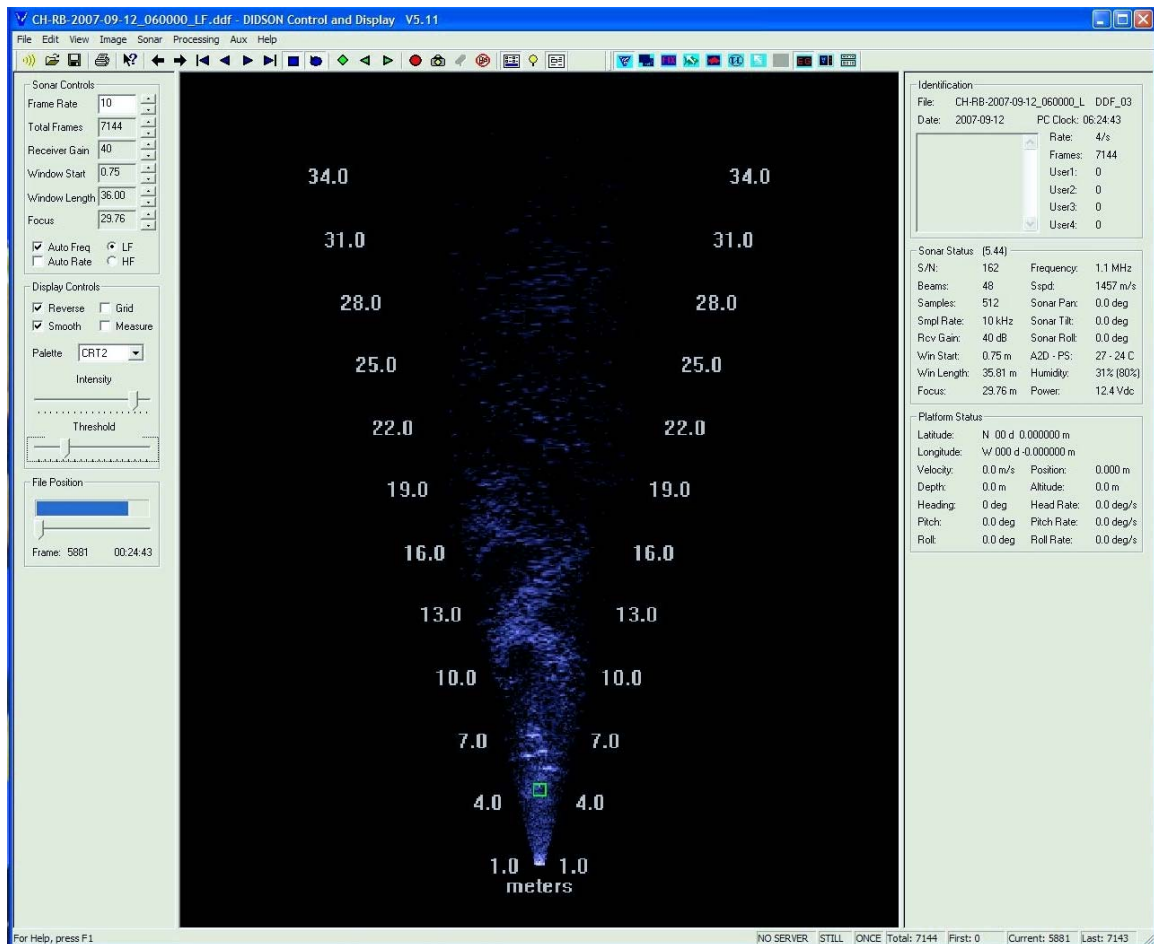 CH-RB-2007-09-12_060000_LF.ddf - DIDSON Control and Display V5.11
File Edit View Image Sonar Processing Aux Help
Sonar Controls
Frame Rate 10
Total Frames 7144
Receiver Gain 40
Window Start 0.75
Window Length 36.00
Focus 29.76
Auto Freq LF
Auto Rate HF
Display Controls
Reverse Grid
Smooth Measure
Palette CRT2
Intensity
Threshold
File Position
Frame: 5881 00:24:43
34.0 34.0
31.0 31.0
28.0 28.0
25.0 25.0
22.0 22.0
19.0 19.0
16.0 16.0
13.0 13.0
10.0 10.0
7.0 7.0
4.0 4.0
1.0 1.0
meters
Identification
File: CH-RB-2007-09-12_060000_L DDF_03
Date: 2007-09-12 PC Clock: 06:24:43
Rate: 4/s
Frames: 7144
User1: 0
User2: 0
User3: 0
User4: 0
Sonar Status (5.44)
S/N: 162 Frequency: 1.1 MHz
Beams: 48 Sspd: 1457 m/s
Samples: 512 Sonar Pan: 0.0 deg
Smpl Rate: 10 kHz Sonar Tilt: 0.0 deg
Rcv Gain: 40 dB Sonar Roll: 0.0 deg
Win Start: 0.75 m A2D - PS: 27 - 24 C
Win Length: 35.81 m Humidity: 31% (80%)
Focus: 29.76 m Power: 12.4 Vdc
Platform Status
Latitude: N 00 d 0.000000 m
Longitude: W 000 d -0.000000 m
Velocity: 0.0 m/s Position: 0.000 m
Depth: 0.0 m Altitude: 0.0 m
Heading: 0 deg Head Rate: 0.0 deg/s
Pitch: 0.0 deg Pitch Rate: 0.0 deg/s
Roll: 0.0 deg Roll Rate: 0.0 deg/s
For Help, press F1
NO SERVER STILL ONCE Total: 7144 First: 0 Current: 5881 Last: 7143